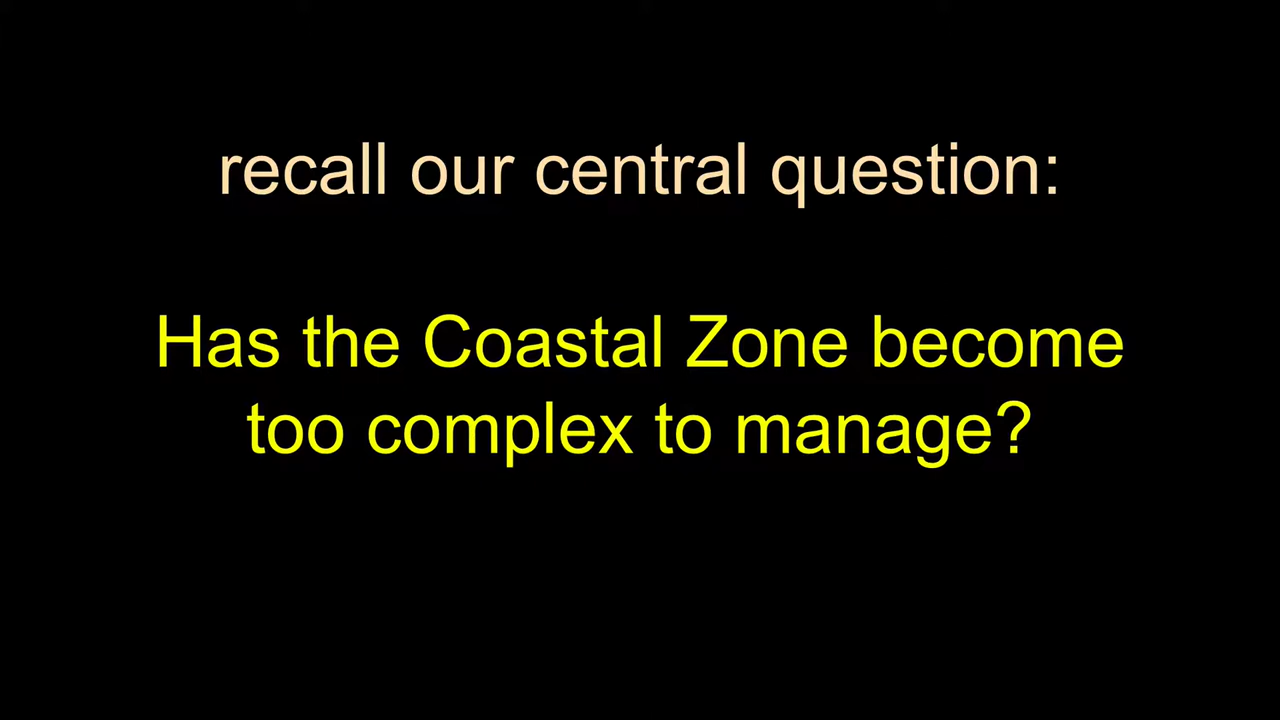 recall our central question:
Has the Coastal Zone become
too complex to manage?